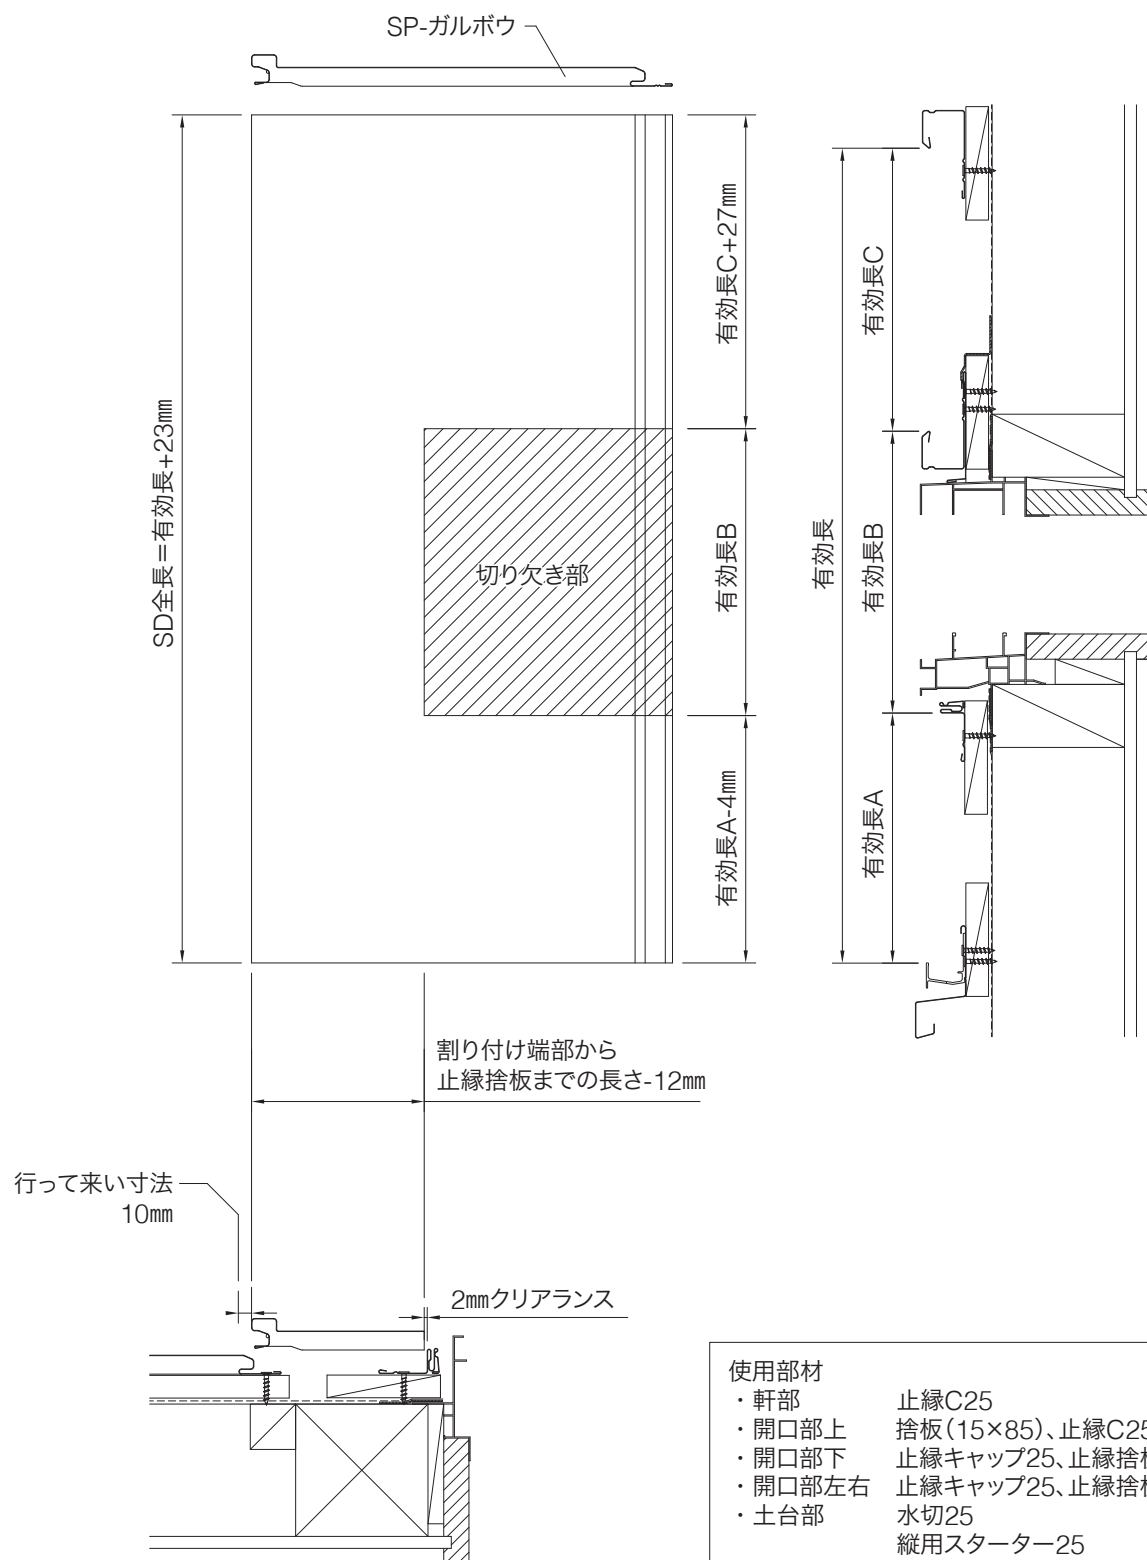 SP-ガルボウ
SD全長＝有効長+23㎜
有効長C+27㎜
有効長B
有効長A-4㎜
切り欠き部
有効長
有効長C
有効長B
有効長A
割り付け端部から
止縁捨板までの長さ-12㎜
行って来い寸法
10㎜
2㎜クリアランス
使用部材
・軒部 止縁C25
・開口部上 捨板（15×85）、止縁C25
・開口部下 止縁キャップ25、止縁捨板
・開口部左右 止縁キャップ25、止縁捨板
・土台部 水切25
縦用スターター25